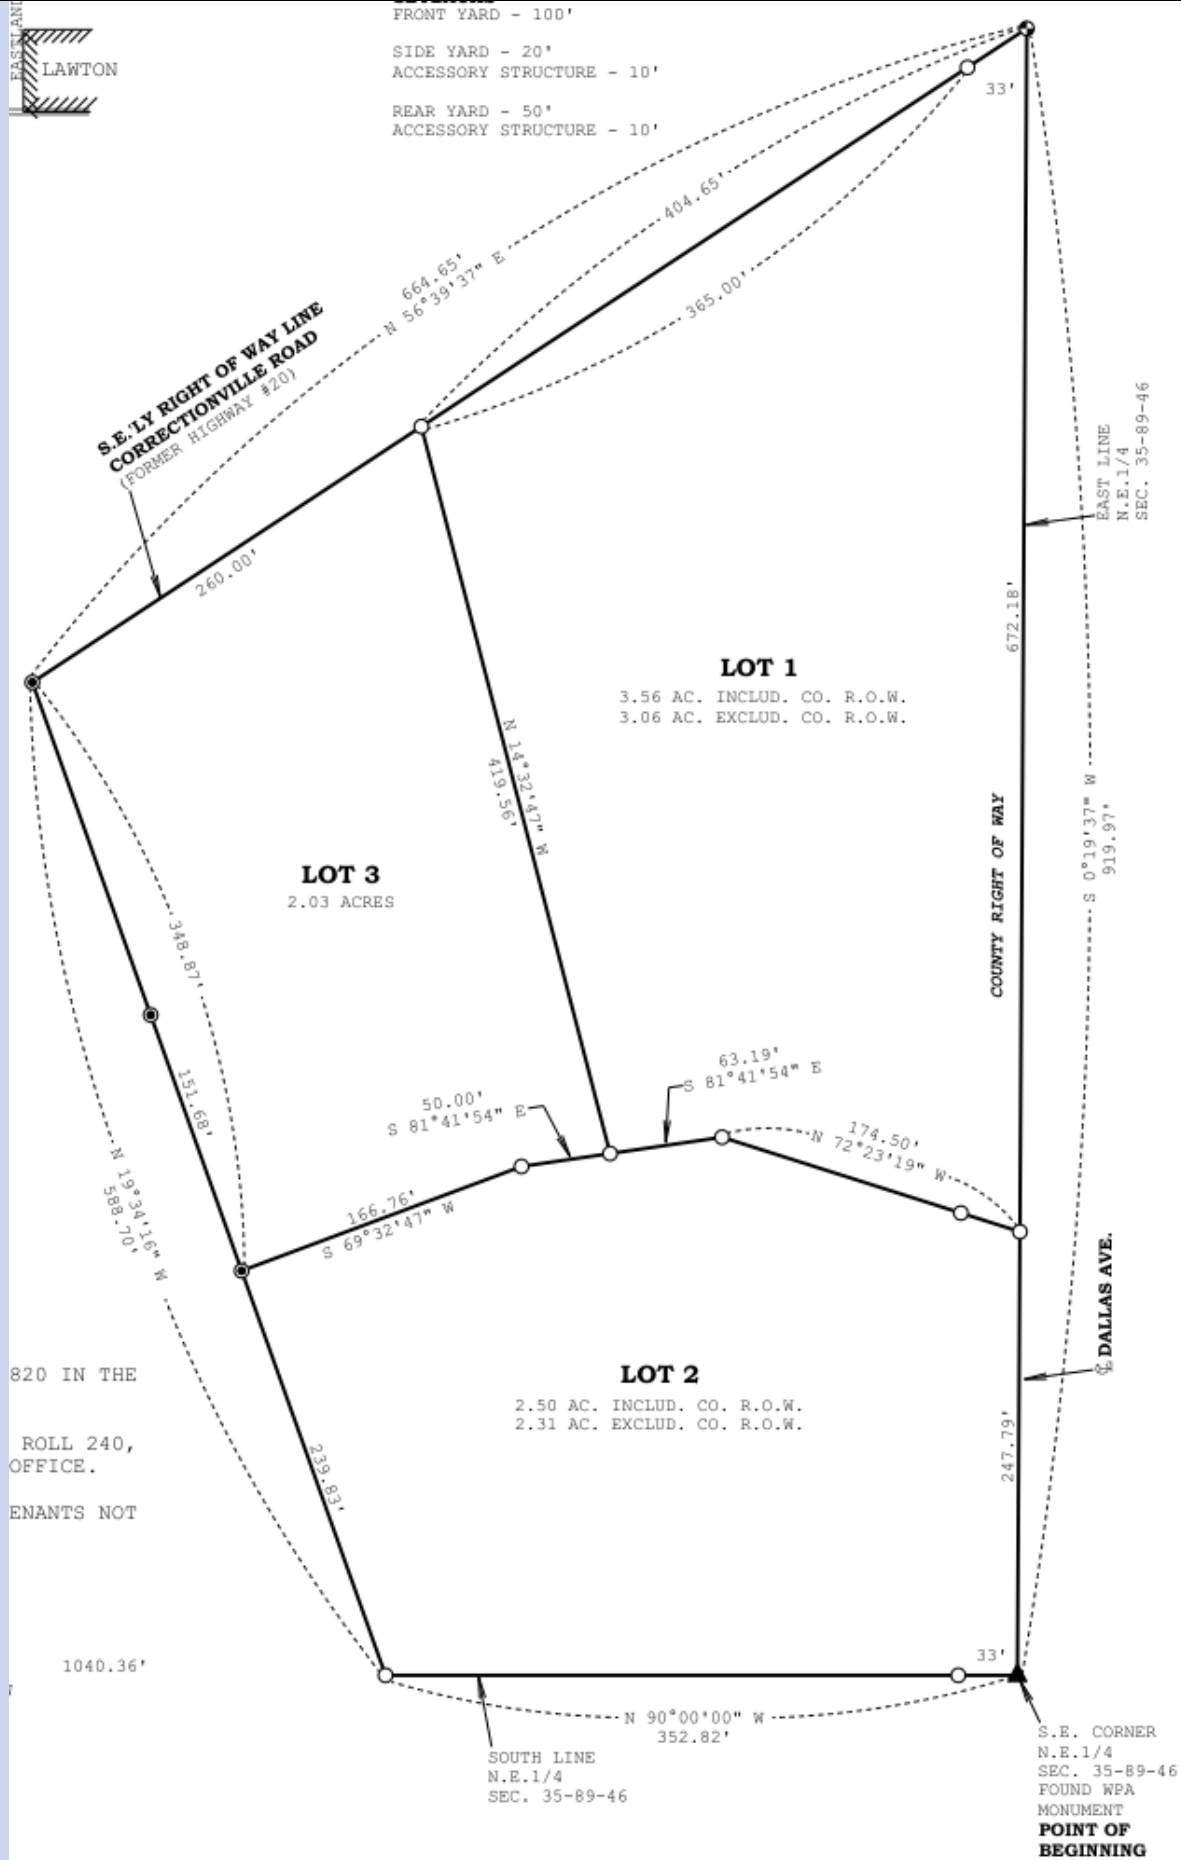 FRONT YARD - 100'
EASTLAND
LAWTON
SIDE YARD - 20'
ACCESSORY STRUCTURE - 10'
REAR YARD - 50'
ACCESSORY STRUCTURE - 10'
33'
404.65'
365.00'
664.65'
N 56°39'37" E
S.E.'LY RIGHT OF WAY LINE
CORRECTIONVILLE ROAD
(FORMER HIGHWAY #20)
260.00'
EAST LINE
N.E.1/4
SEC. 35-89-46
672.18'
LOT 1
3.56 AC. INCLUD. CO. R.O.W.
3.06 AC. EXCLUD. CO. R.O.W.
N 14°32'47" W
419.56'
S 0°19'37" W
919.97'
COUNTY RIGHT OF WAY
LOT 3
2.03 ACRES
348.87'
151.68'
63.19'
S 81°41'54" E
50.00'
S 81°41'54" E
174.50'
N 72°23'19" W
166.76'
S 69°32'47" W
N 19°34'16" W
588.70'
℄ DALLAS AVE.
LOT 2
2.50 AC. INCLUD. CO. R.O.W.
2.31 AC. EXCLUD. CO. R.O.W.
820 IN THE
ROLL 240,
OFFICE.
ENANTS NOT
239.83'
247.79'
1040.36'
33'
N 90°00'00" W
352.82'
SOUTH LINE
N.E.1/4
SEC. 35-89-46
S.E. CORNER
N.E.1/4
SEC. 35-89-46
FOUND WPA
MONUMENT
POINT OF
BEGINNING